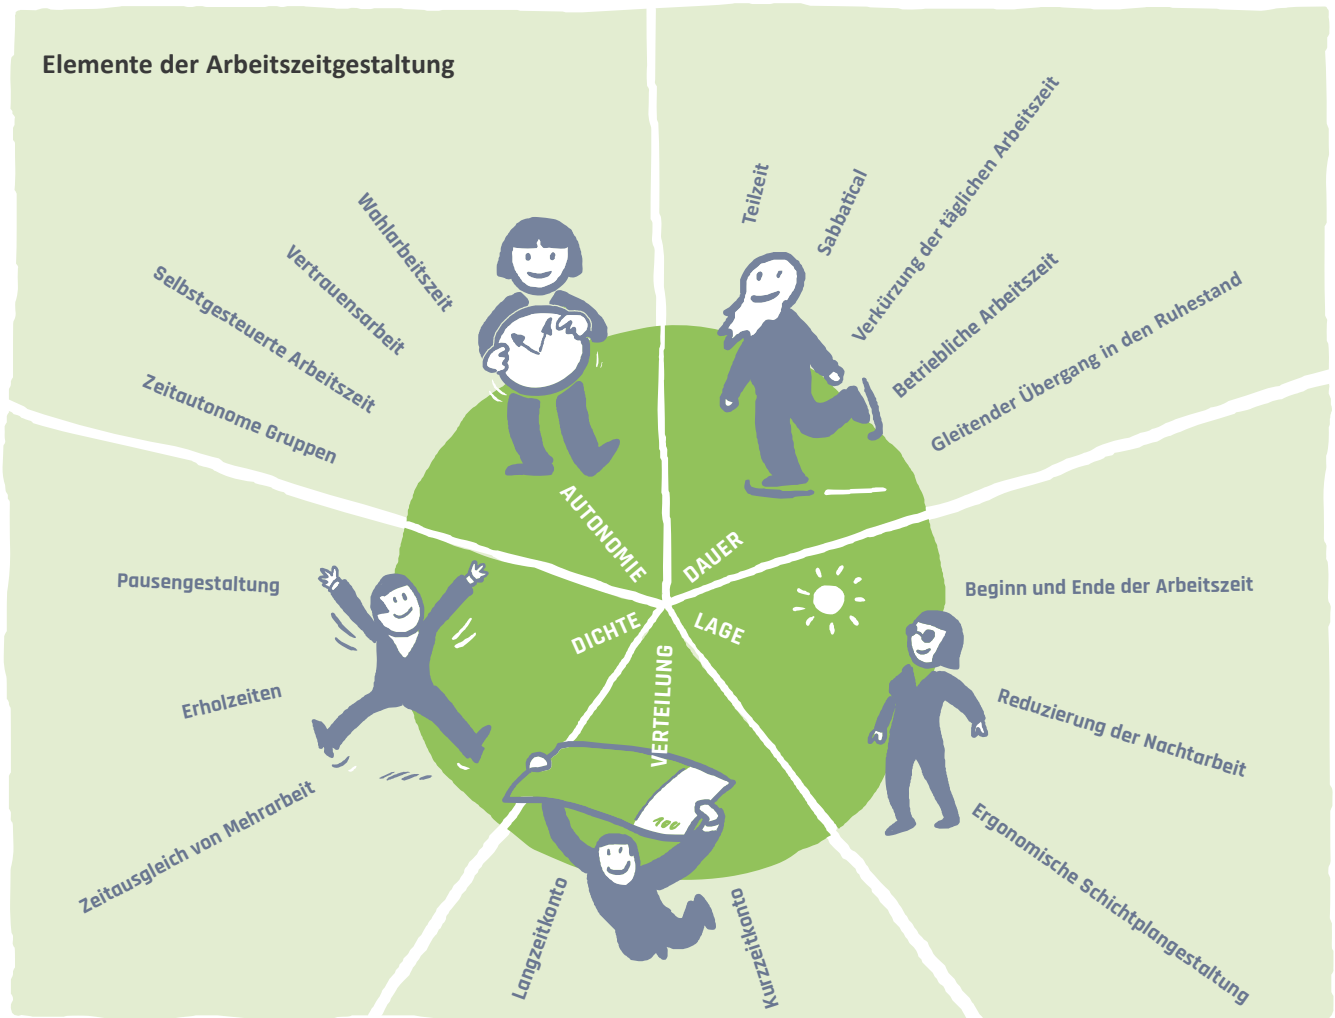 Elemente der Arbeitszeitgestaltung
Wahlarbeitszeit
Vertrauensarbeit
Selbstgesteuerte Arbeitszeit
Zeitautonome Gruppen
AUTONOMIE
Teilzeit
Sabbatical
Verkürzung der täglichen Arbeitszeit
Betriebliche Arbeitszeit
Gleitender Übergang in den Ruhestand
DAUER
Beginn und Ende der Arbeitszeit
Reduzierung der Nachtarbeit
Ergonomische Schichtplangestaltung
LAGE
VERTEILUNG
100
Langzeitkonto
Kurzzeitkonto
DICHTE
Pausengestaltung
Erholzeiten
Zeitausgleich von Mehrarbeit